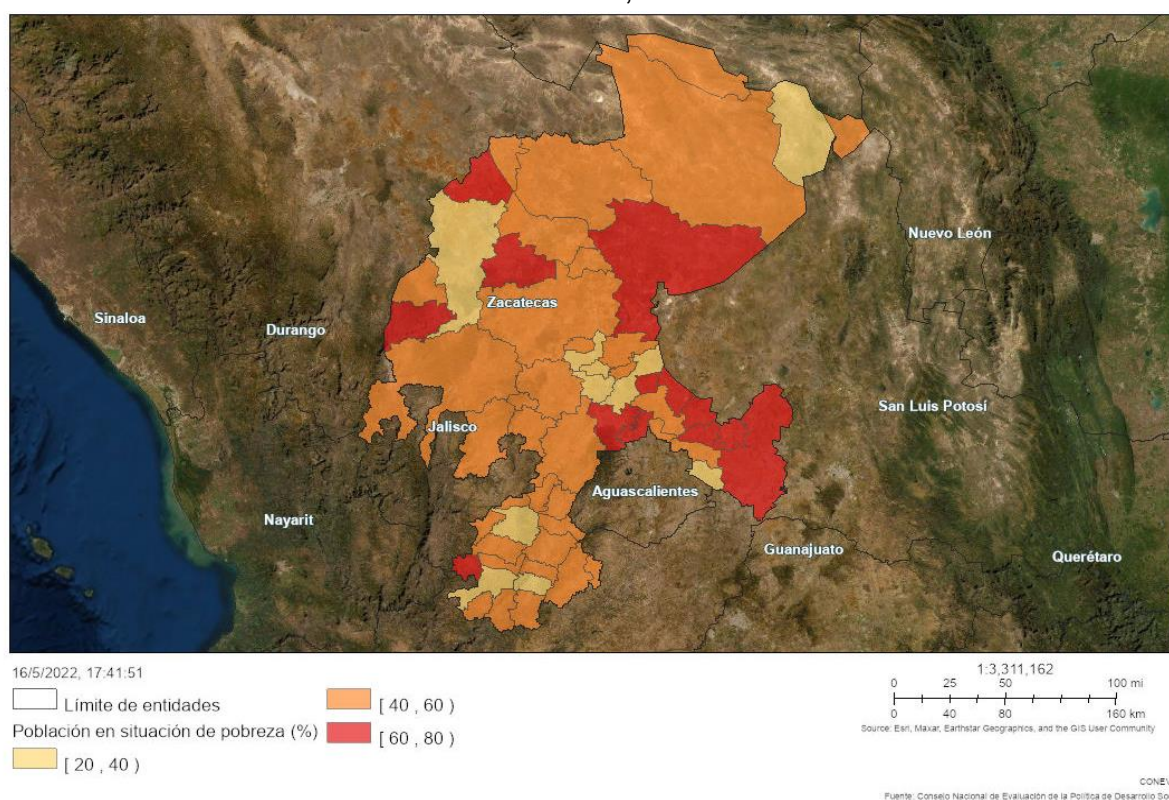 Nuevo León
Zacatecas
Sinaloa
Durango
San Luis Potosí
Jalisco
Aguascalientes
Nayarit
Guanajuato
Querétaro
16/5/2022, 17:41:51
Límite de entidades
Población en situación de pobreza (%)
[ 20 , 40 )
[ 40 , 60 )
[ 60 , 80 )
1:3,311,162
0 25 50 100 mi
0 40 80 160 km
Source: Esri, Maxar, Earthstar Geographics, and the GIS User Community
CONEV
Fuente: Consejo Nacional de Evaluación de la Política de Desarrollo So